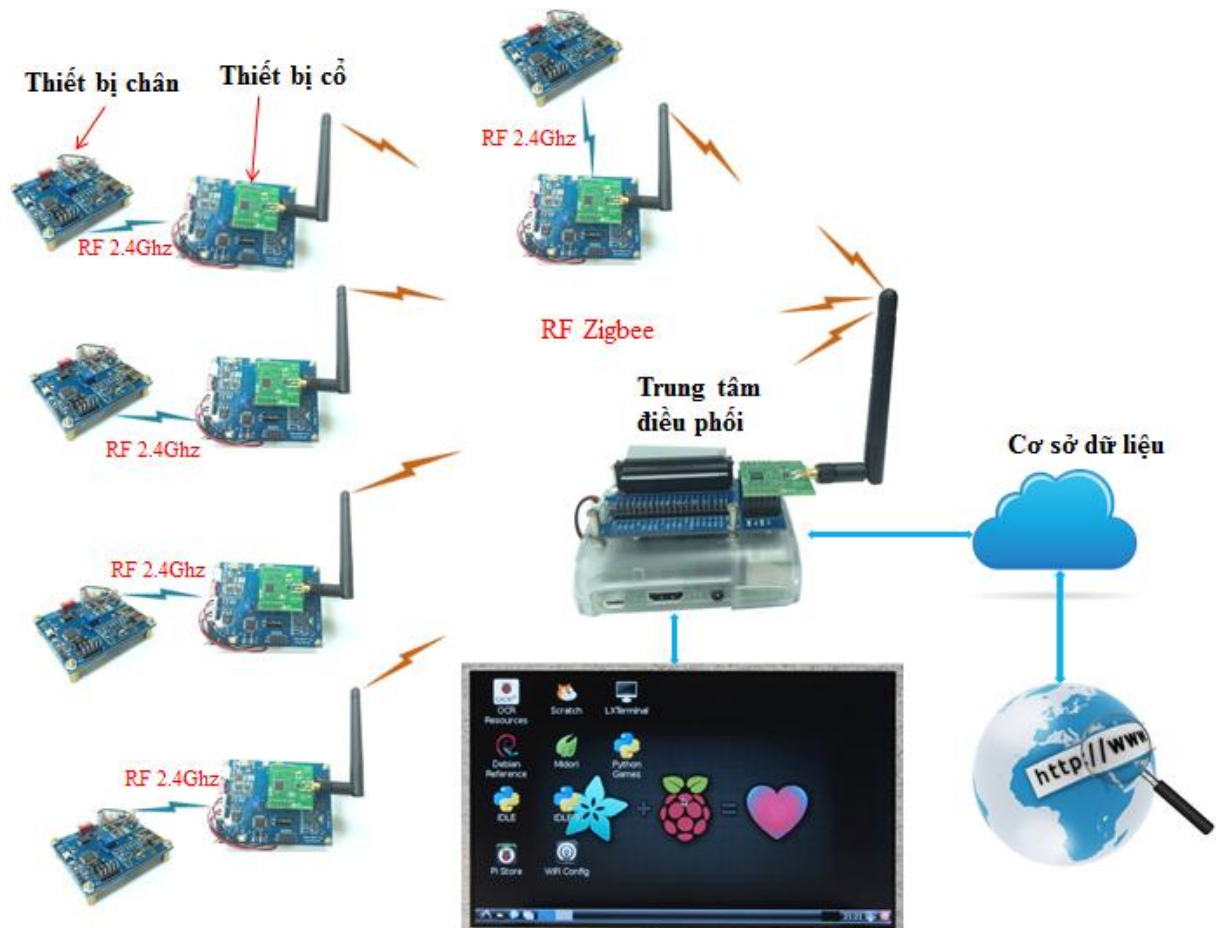 Thiết bị chân
Thiết bị cổ
RF 2.4Ghz
RF 2.4Ghz
RF 2.4Ghz
RF 2.4Ghz
RF 2.4Ghz
RF Zigbee
Trung tâm
điều phối
Cơ sở dữ liệu
OCR
Resources
Scratch
LXTerminal
Debian
Reference
Midori
Python
Games
IDLE
Pi Store
WiFi Config
21:21
http://www